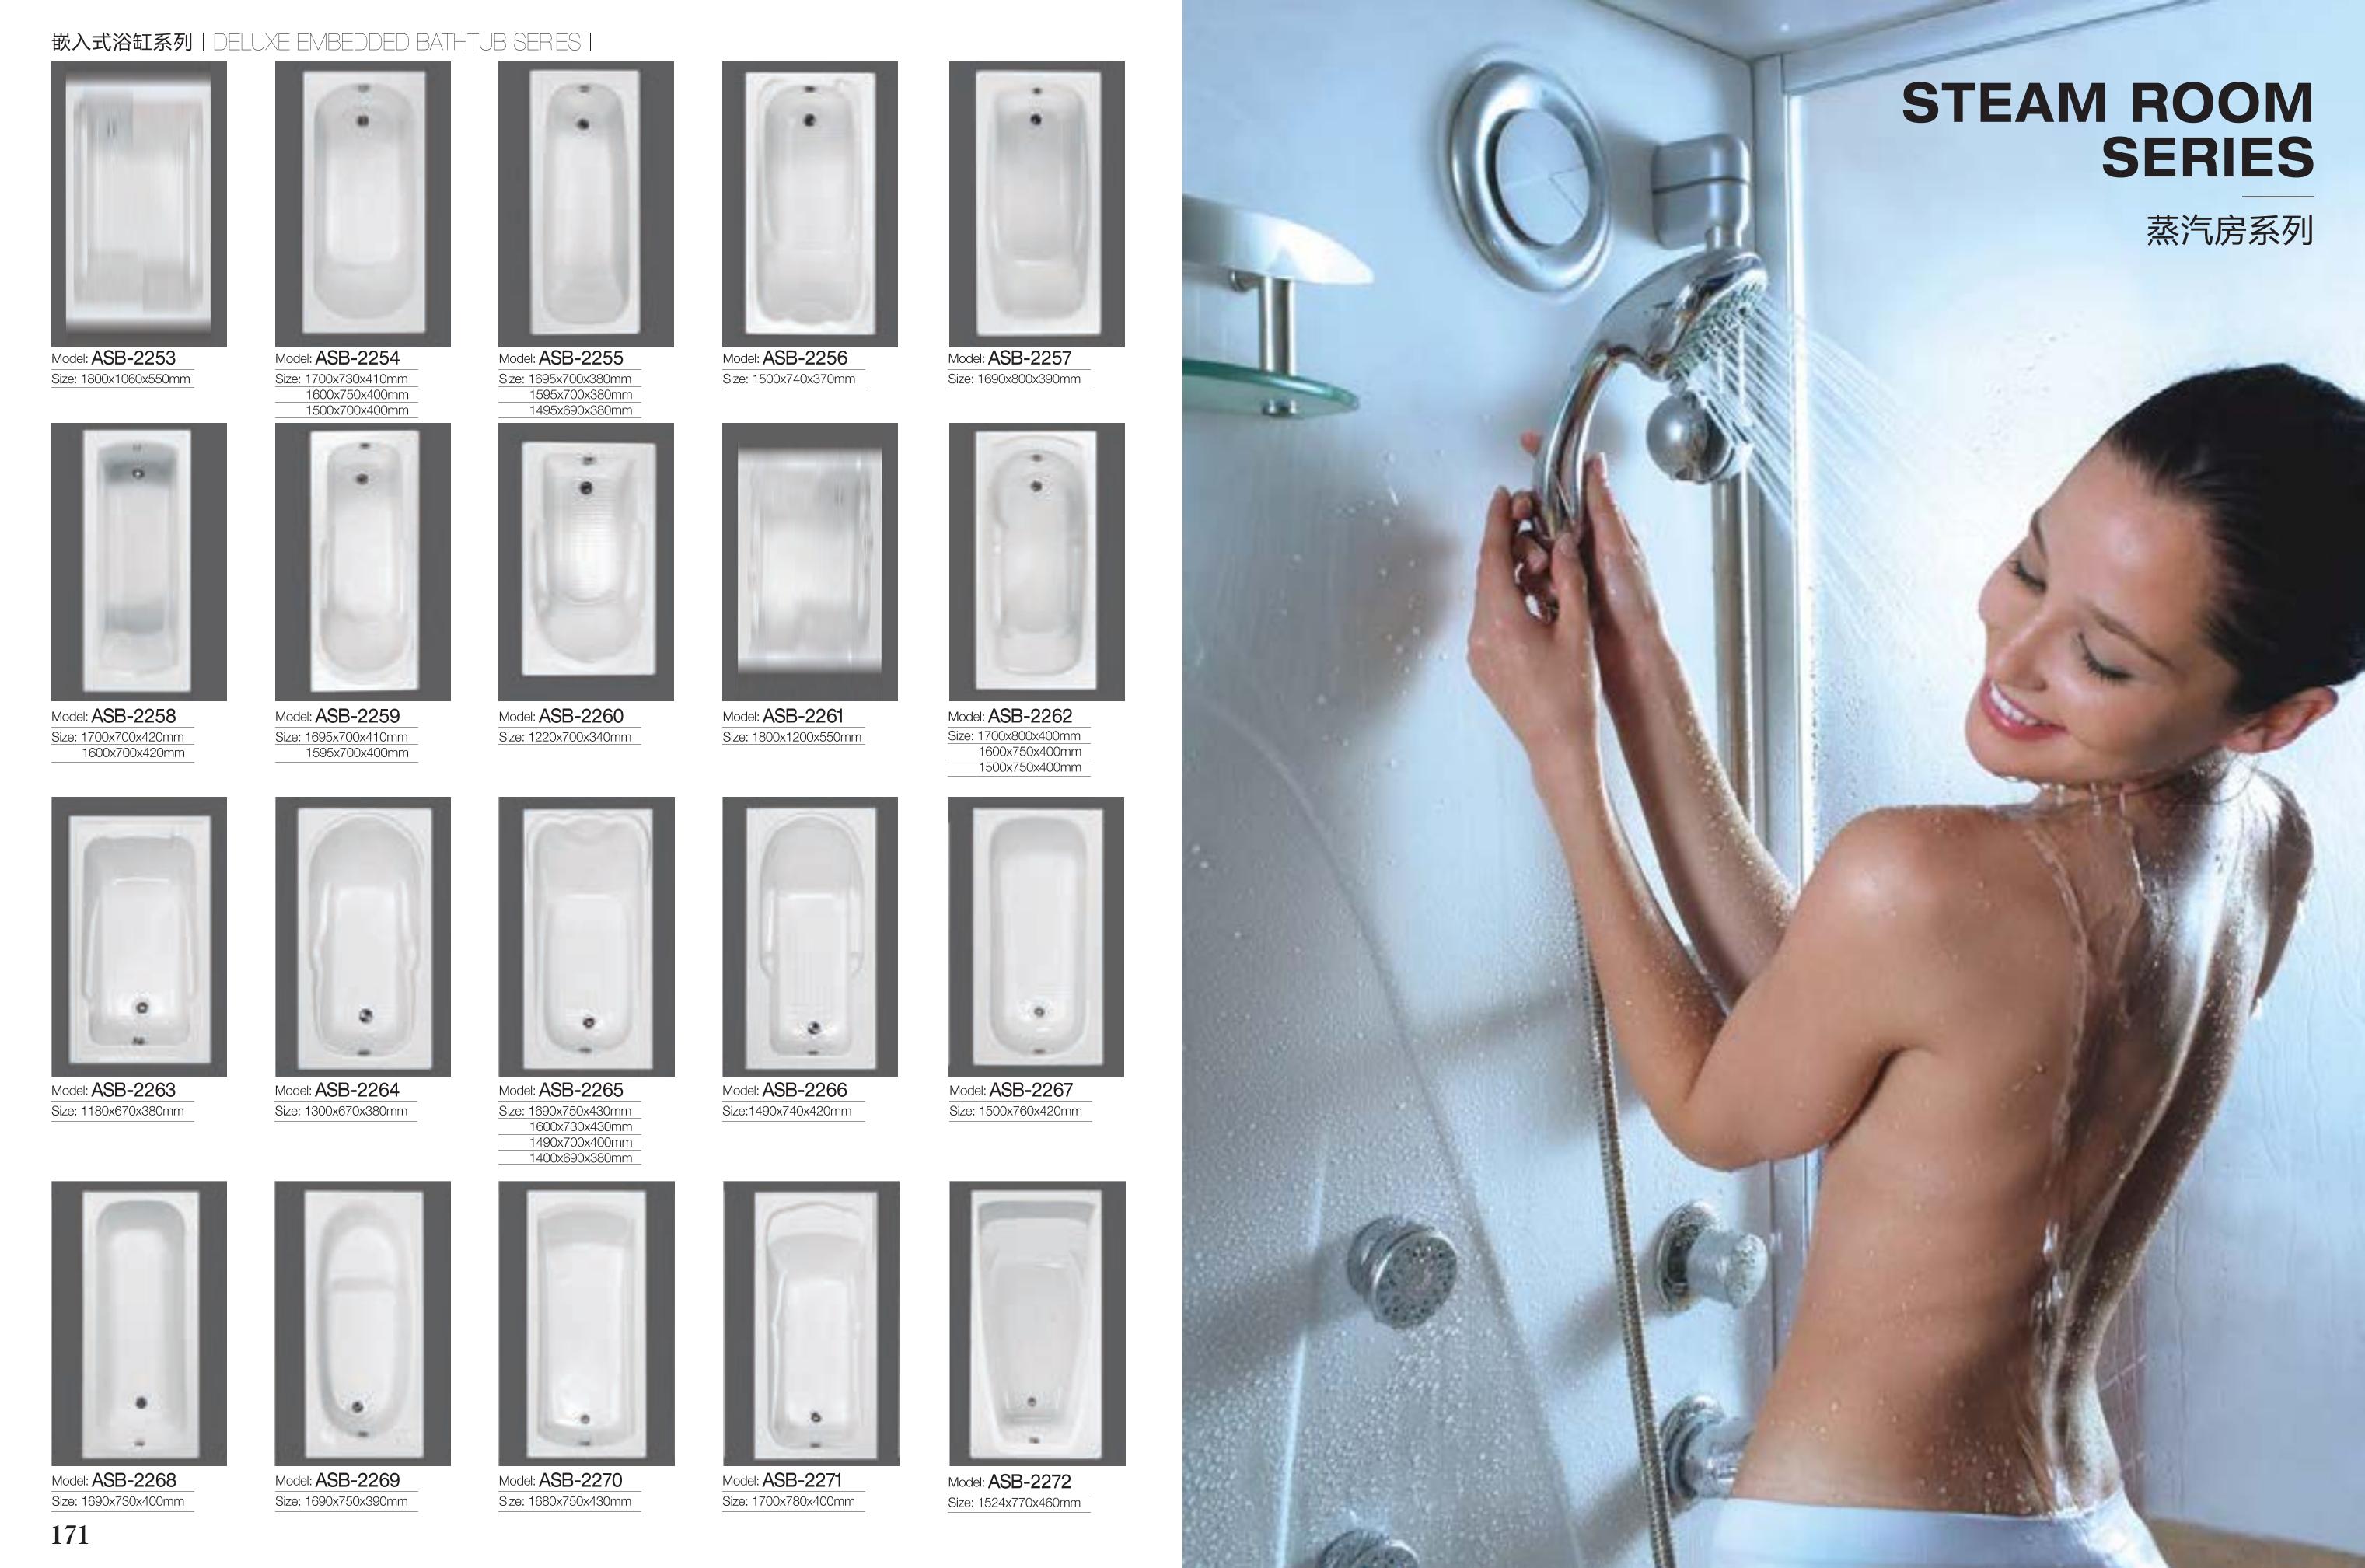 嵌入式浴缸系列 | DELUXE EMBEDDED BATHTUB SERIES |
Model: ASB-2253
Size: 1800x1060x550mm
Model: ASB-2254
Size: 1700x730x410mm
1600x750x400mm
1500x700x400mm
Model: ASB-2255
Size: 1695x700x380mm
1595x700x380mm
1495x690x380mm
Model: ASB-2256
Size: 1500x740x370mm
Model: ASB-2257
Size: 1690x800x390mm
Model: ASB-2258
Size: 1700x700x420mm
1600x700x420mm
Model: ASB-2259
Size: 1695x700x410mm
1595x700x400mm
Model: ASB-2260
Size: 1220x700x340mm
Model: ASB-2261
Size: 1800x1200x550mm
Model: ASB-2262
Size: 1700x800x400mm
1600x750x400mm
1500x750x400mm
Model: ASB-2263
Size: 1180x670x380mm
Model: ASB-2264
Size: 1300x670x380mm
Model: ASB-2265
Size: 1690x750x430mm
1600x730x430mm
1490x700x400mm
1400x690x380mm
Model: ASB-2266
Size:1490x740x420mm
Model: ASB-2267
Size: 1500x760x420mm
Model: ASB-2268
Size: 1690x730x400mm
Model: ASB-2269
Size: 1690x750x390mm
Model: ASB-2270
Size: 1680x750x430mm
Model: ASB-2271
Size: 1700x780x400mm
Model: ASB-2272
Size: 1524x770x460mm
171
STEAM ROOM
SERIES
蒸汽房系列